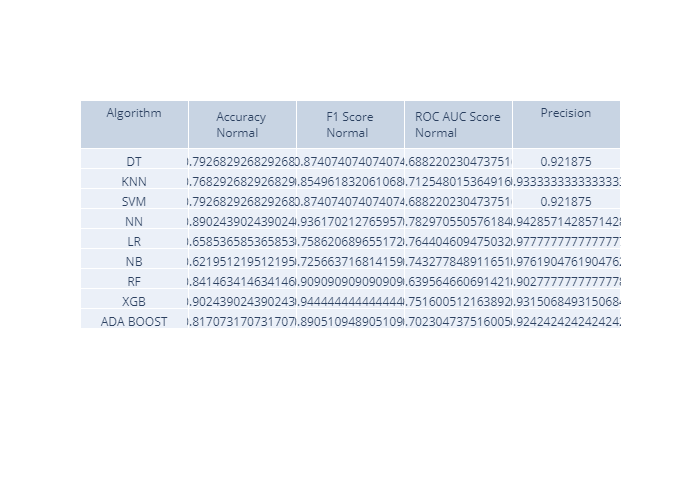 Algorithm Accuracy Normal F1 Score Normal ROC AUC Score Normal Precision
DT .792682926829268 0.874074074074074 .688220230473751 0.921875
KNN .768292682926829 .854961832061068 .712548015364916 .933333333333333
SVM .792682926829268 0.874074074074074 .688220230473751 0.921875
NN .890243902439024 .936170212765957 .782970550576184 .942857142857142
LR .658536585365853 .758620689655172 .764404609475032 .977777777777777
NB .621951219512195 .725663716814159 .743277848911651 .976190476190476
RF .841463414634146 .909090909090909 .639564660691421 .902777777777777
XGB .902439024390243 .944444444444444 .751600512163892 .931506849315068
ADA BOOST .817073170731707 .890510948905109 .702304737516005 .924242424242424